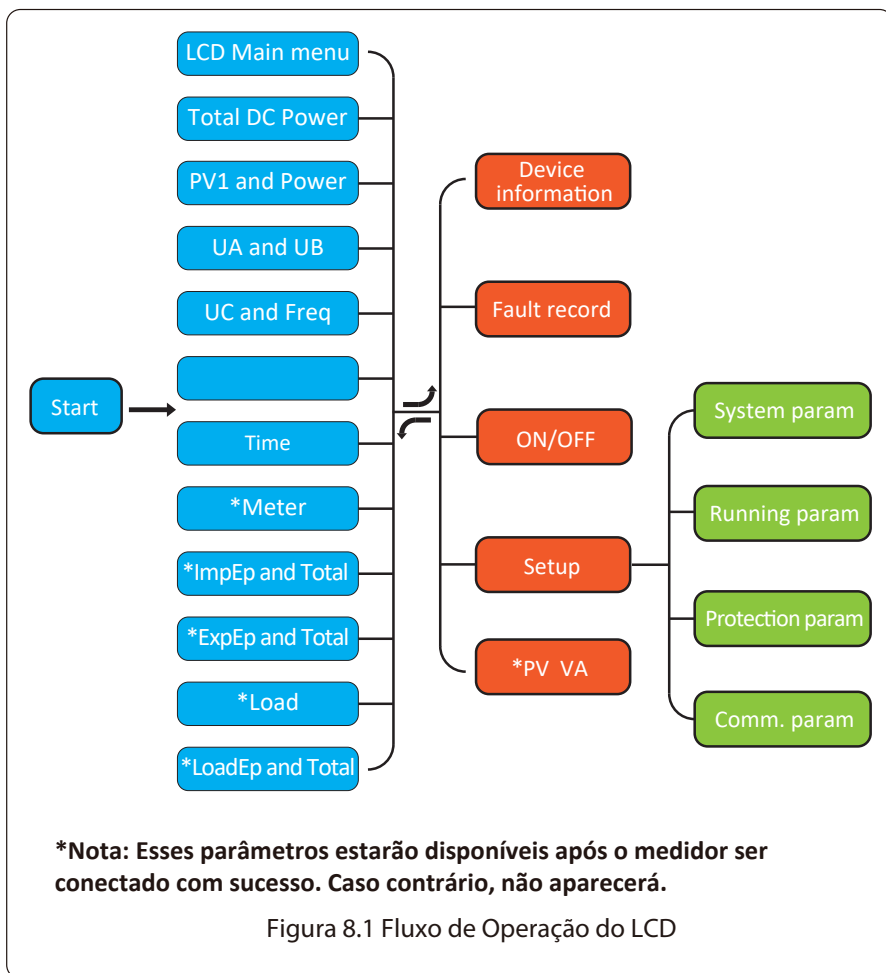 LCD Main menu
Total DC Power
PV1 and Power
UA and UB
UC and Freq
Start
Time
*Meter
*ImpEp and Total
*ExpEp and Total
*Load
*LoadEp and Total
Device
information
Fault record
ON/OFF
Setup
*PV VA
System param
Running param
Protection param
Comm. param
*Nota: Esses parâmetros estarão disponíveis após o medidor ser
conectado com sucesso. Caso contrário, não aparecerá.
Figura 8.1 Fluxo de Operação do LCD